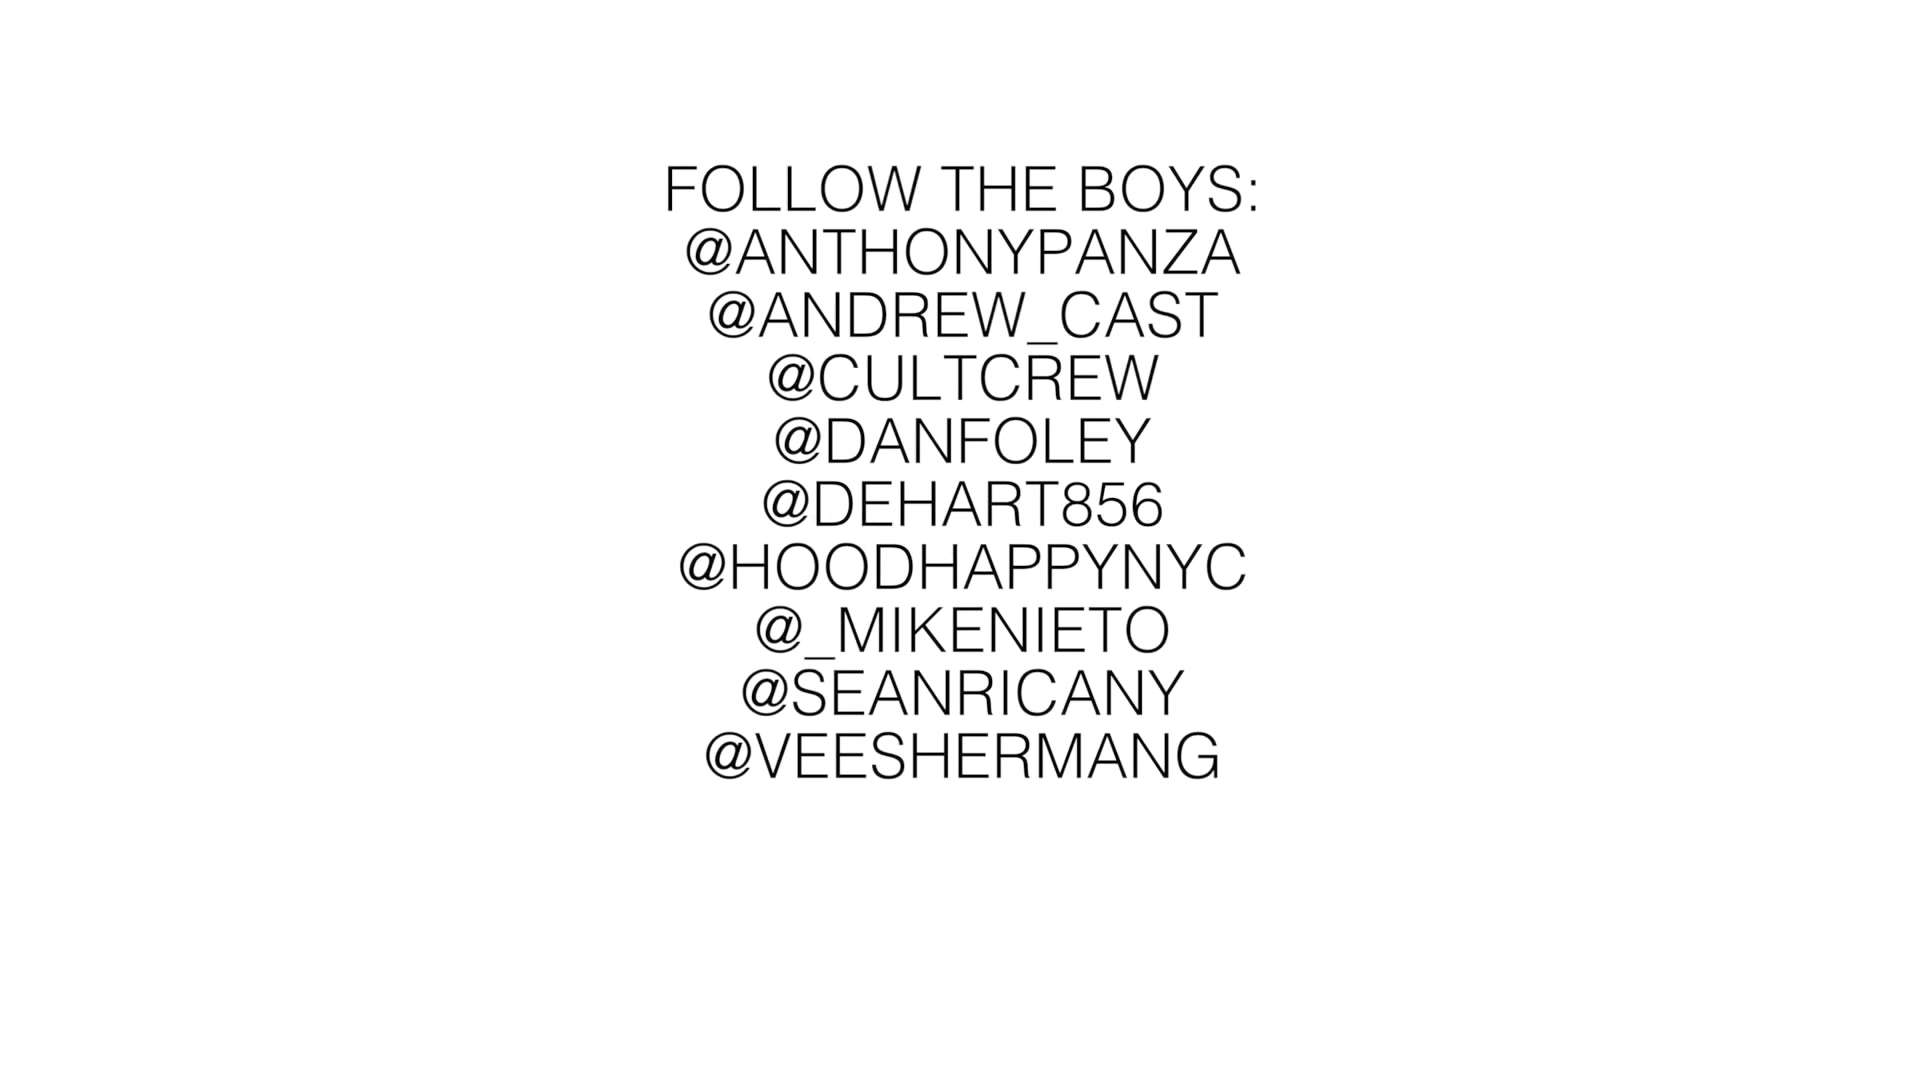 FOLLOW THE BOYS:
@ANTHONYPANZA
@ANDREW_CAST
@CULTCREW
@DANFOLEY
@DEHART856
@HOODHAPPYNYC
@_MIKENIETO
@SEANRICANY
@VEESHERMANG